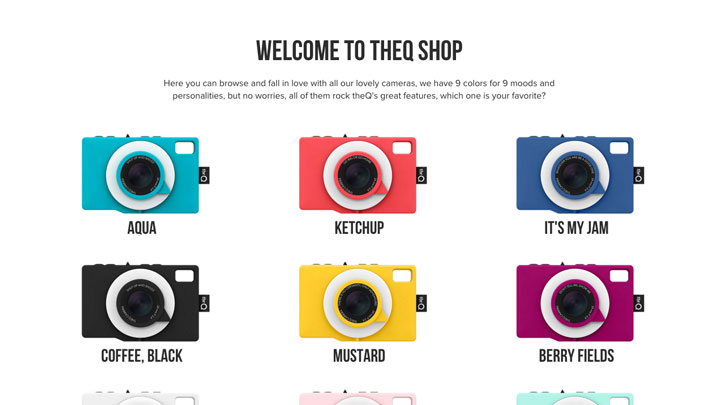 WELCOME TO THEQ SHOP
Here you can browse and fall in love with all our lovely cameras, we have 9 colors for 9 moods and
personalities, but no worries, all of them rock theQ's great features, which one is your favorite?
AQUA
KETCHUP
IT'S MY JAM
COFFEE, BLACK
MUSTARD
BERRY FIELDS